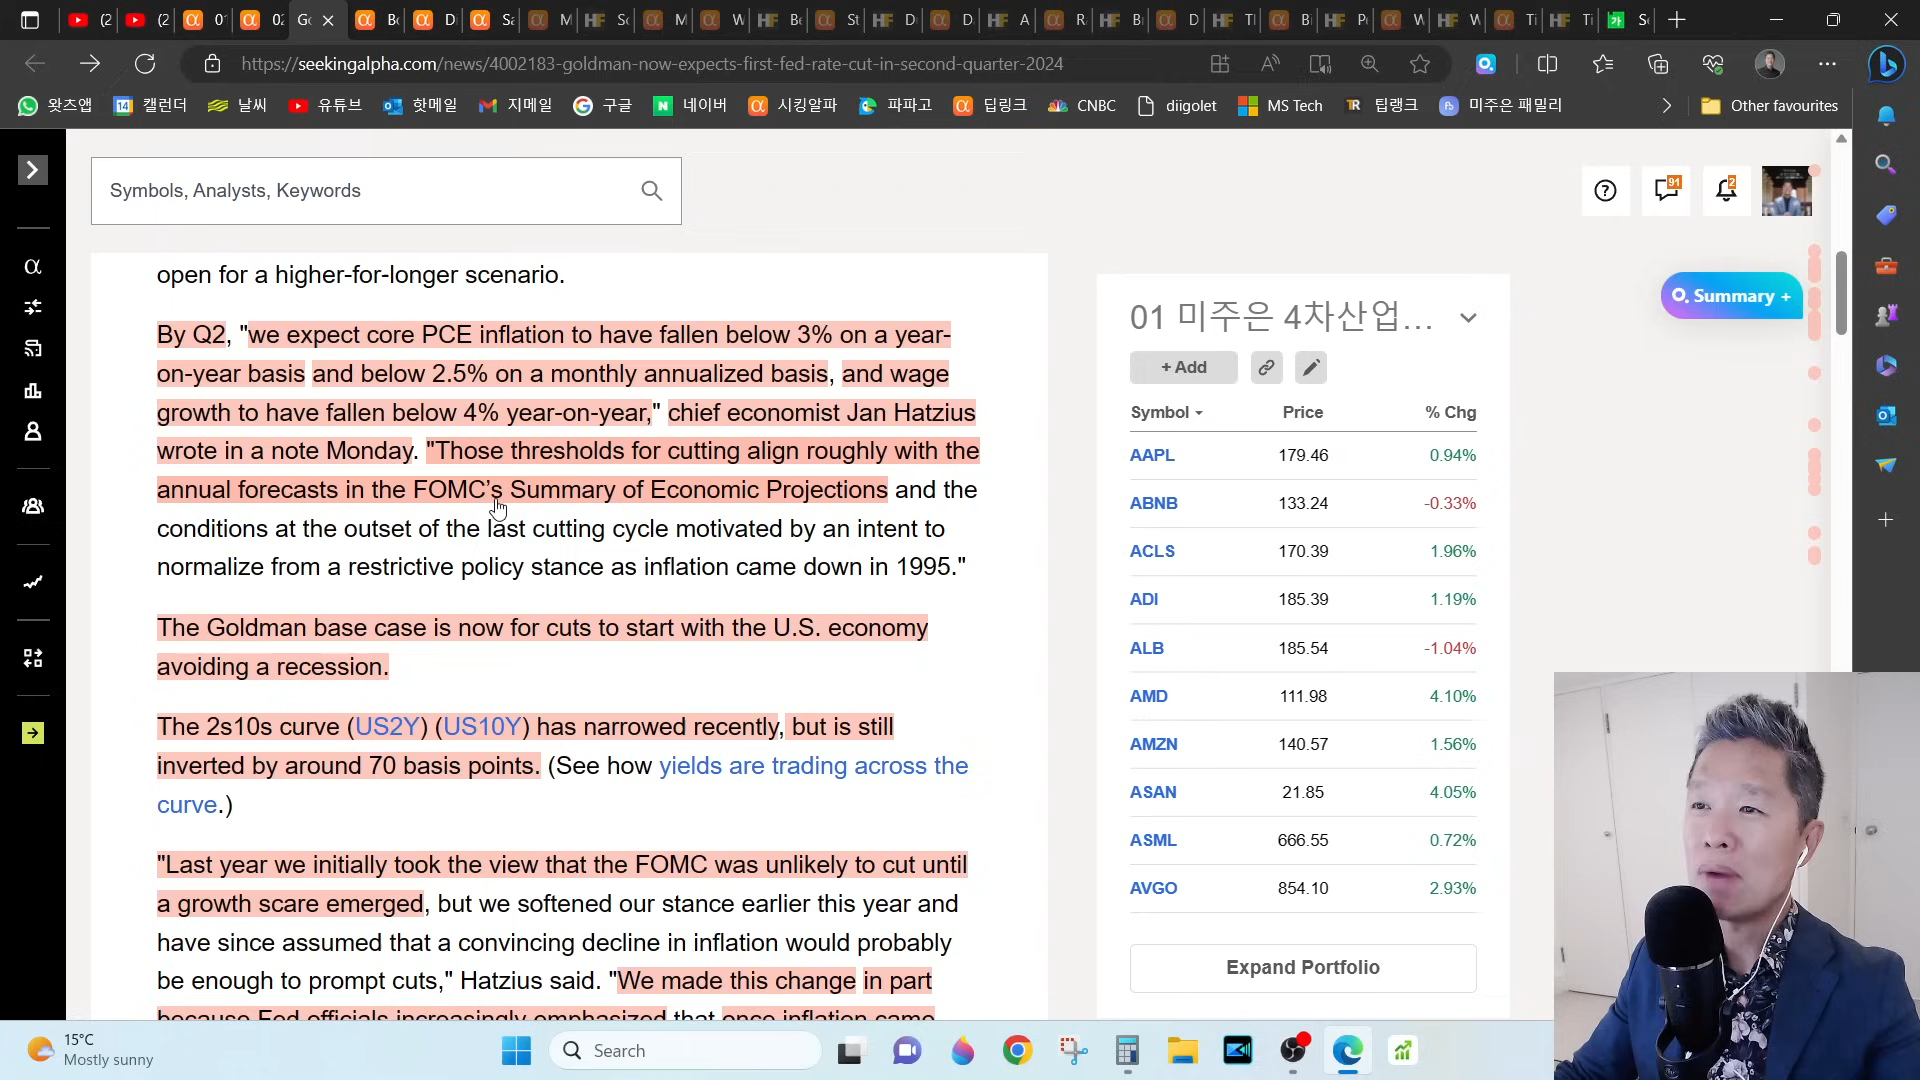 https://seekingalpha.com/news/4002183-goldman-now-expects-first-fed-rate-cut-in-second-quarter-2024
왓츠앱
캘린더
날씨
유튜브
핫메일
지메일
구글
네이버
시킹알파
파파고
딥링크
CNBC
diigolet
MS Tech
팁랭크
미주은 패밀리
Other favourites
Symbols, Analysts, Keywords
91
2
Summary +
open for a higher-for-longer scenario.
By Q2, "we expect core PCE inflation to have fallen below 3% on a year-
on-year basis and below 2.5% on a monthly annualized basis, and wage
growth to have fallen below 4% year-on-year," chief economist Jan Hatzius
wrote in a note Monday. "Those thresholds for cutting align roughly with the
annual forecasts in the FOMC's Summary of Economic Projections and the
conditions at the outset of the last cutting cycle motivated by an intent to
normalize from a restrictive policy stance as inflation came down in 1995."
The Goldman base case is now for cuts to start with the U.S. economy
avoiding a recession.
The 2s10s curve (US2Y) (US10Y) has narrowed recently, but is still
inverted by around 70 basis points. (See how yields are trading across the
curve.)
"Last year we initially took the view that the FOMC was unlikely to cut until
a growth scare emerged, but we softened our stance earlier this year and
have since assumed that a convincing decline in inflation would probably
be enough to prompt cuts," Hatzius said. "We made this change in part
because Fed officials increasingly emphasized that once inflation came
01 미주은 4차산업...
+ Add
Symbol Price % Chg
AAPL 179.46 0.94%
ABNB 133.24 -0.33%
ACLS 170.39 1.96%
ADI 185.39 1.19%
ALB 185.54 -1.04%
AMD 111.98 4.10%
AMZN 140.57 1.56%
ASAN 21.85 4.05%
ASML 666.55 0.72%
AVGO 854.10 2.93%
Expand Portfolio
15°C
Mostly sunny
Search